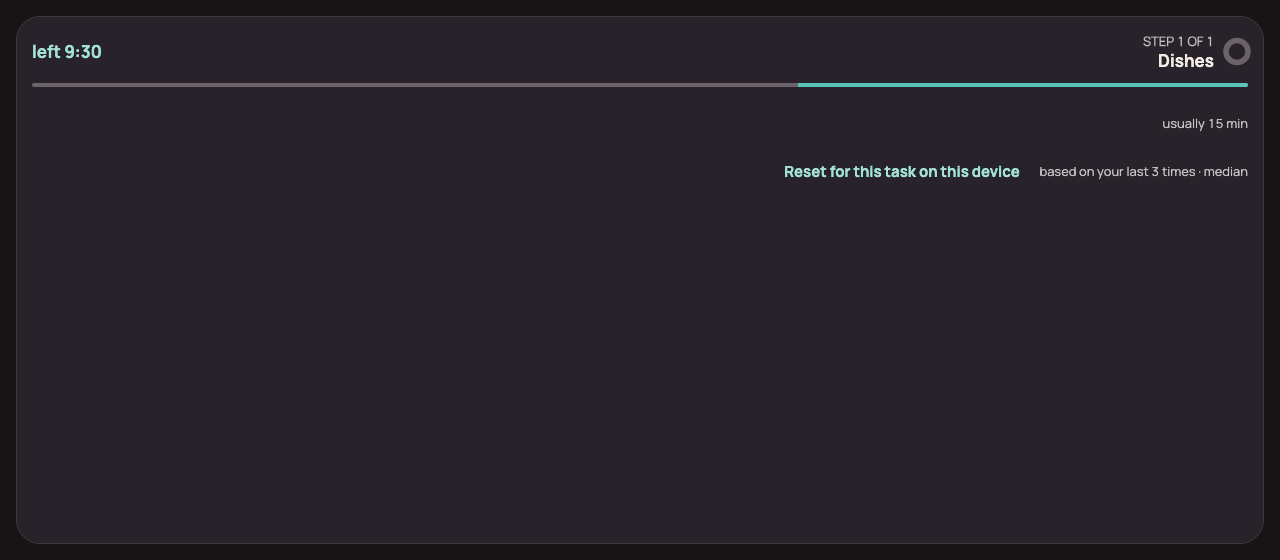 left 9:30
STEP 1 OF 1
Dishes
usually 15 min
Reset for this task on this device
based on your last 3 times · median